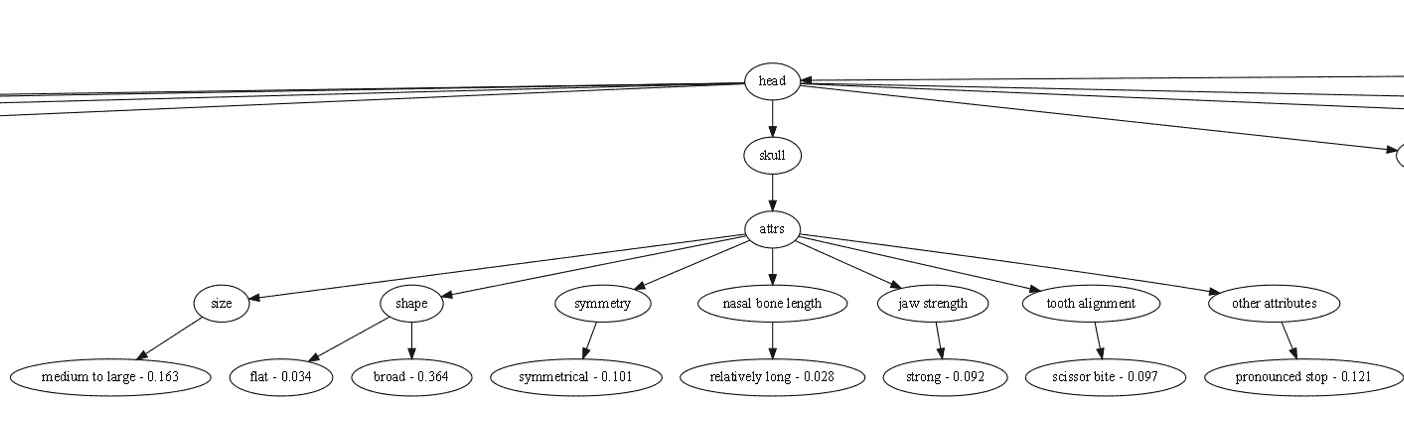 head
skull
attrs
size
shape
symmetry
nasal bone length
jaw strength
tooth alignment
other attributes
medium to large - 0.163
flat - 0.034
broad - 0.364
symmetrical - 0.101
relatively long - 0.028
strong - 0.092
scissor bite - 0.097
pronounced stop - 0.121